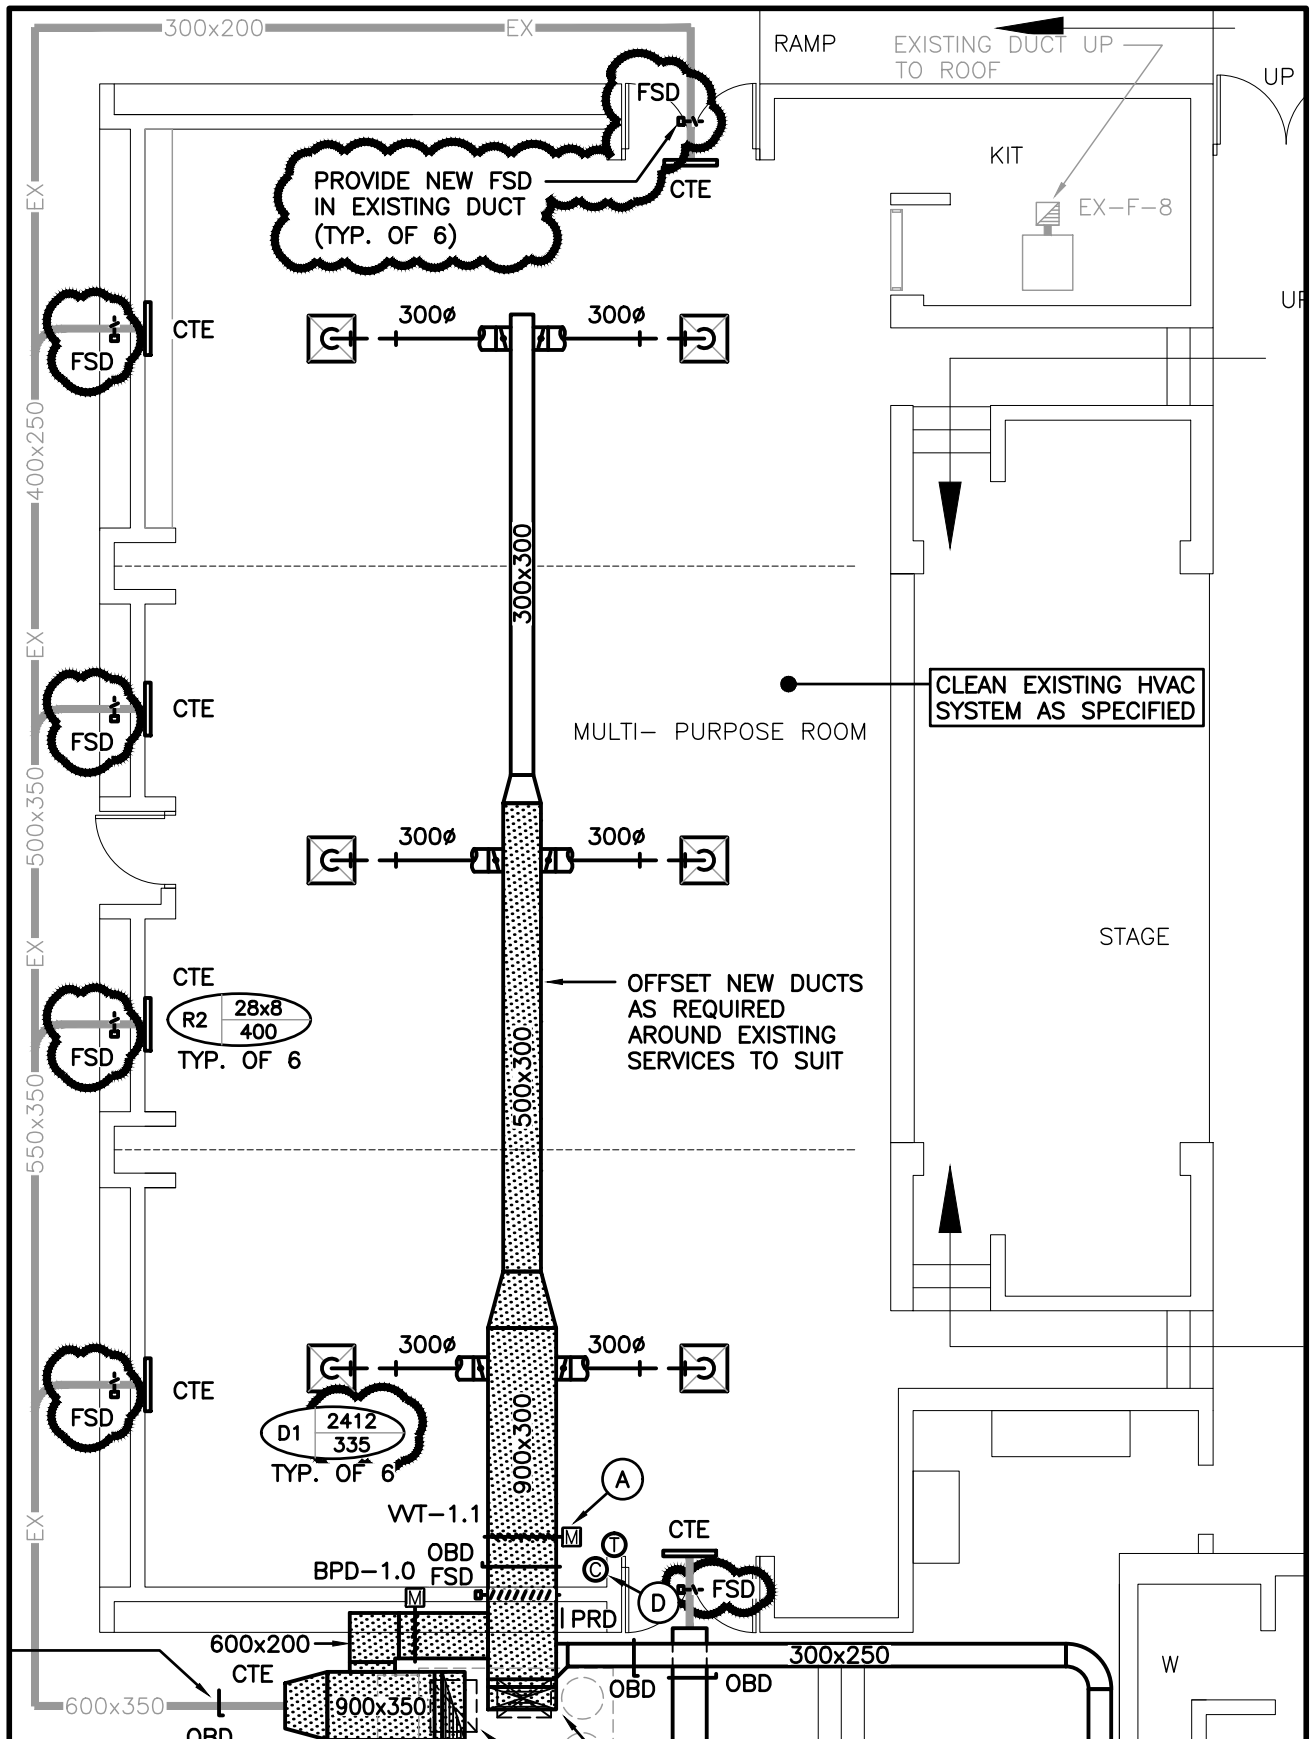 300x200
EX
RAMP
EXISTING DUCT UP
TO ROOF
UP
FSD
KIT
PROVIDE NEW FSD
IN EXISTING DUCT
(TYP. OF 6)
CTE
EX
EX-F-8
UP
300ø
300ø
CTE
FSD
400x250
300x300
EX
CLEAN EXISTING HVAC
SYSTEM AS SPECIFIED
CTE
MULTI- PURPOSE ROOM
FSD
500x350
300ø
300ø
STAGE
EX
CTE
OFFSET NEW DUCTS
AS REQUIRED
AROUND EXISTING
SERVICES TO SUIT
R2
28x8
400
FSD
TYP. OF 6
500x300
550x350
300ø
300ø
CTE
FSD
D1
2412
335
TYP. OF 6
900x300
A
VVT-1.1
M
EX
CTE
T
OBD
BPD-1.0
FSD
C
M
D
FSD
PRD
600x200
300x250
CTE
W
OBD
OBD
600x350
900x350
OBD